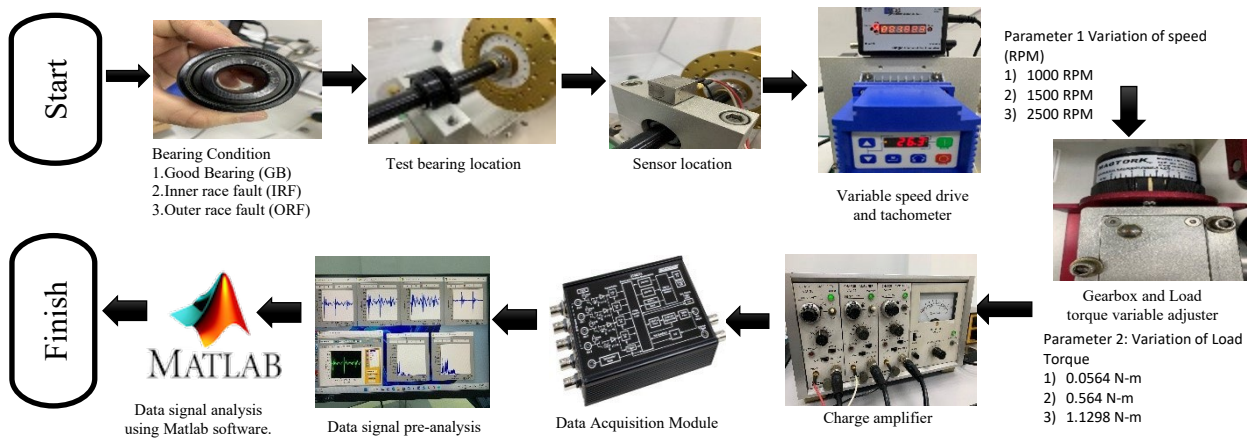 Start
Bearing Condition
1.Good Bearing (GB)
2.Inner race fault (IRF)
3.Outer race fault (ORF)
Test bearing location
Sensor location
26.3
Variable speed drive
and tachometer
Parameter 1 Variation of speed
(RPM)
1) 1000 RPM
2) 1500 RPM
3) 2500 RPM
MAGTORK
Gearbox and Load
torque variable adjuster
Parameter 2: Variation of Load
Torque
1) 0.0564 N-m
2) 0.564 N-m
3) 1.1298 N-m
Charge amplifier
Data Acquisition Module
Data signal pre-analysis
MATLAB
Data signal analysis
using Matlab software.
Finish